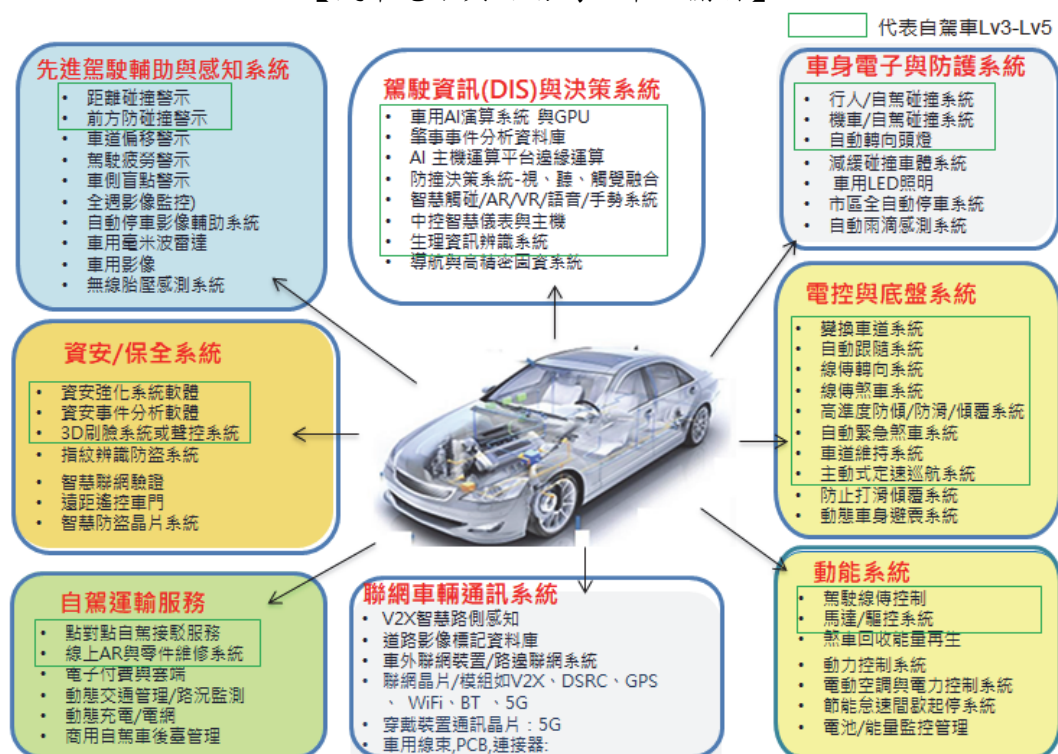 代表自駕車Lv3-Lv5
先進駕駛輔助與感知系統
• 距離碰撞警示
• 前方防碰撞警示
• 車道偏移警示
• 駕駛疲勞警示
• 車側盲點警示
• 全週影像監控)
• 自動停車影像輔助系統
• 車用毫米波雷達
• 車用影像
• 無線胎壓感測系統
駕駛資訊(DIS)與決策系統
• 車用AI演算系統 與GPU
• 肇事事件分析資料庫
• AI 主機運算平台邊緣運算
• 防撞決策系統-視、聽、觸覺融合
• 智慧觸碰/AR/VR/語音/手勢系統
• 中控智慧儀表與主機
• 生理資訊辨識系統
• 導航與高精密圖資系統
車身電子與防護系統
• 行人/自駕碰撞系統
• 機車/自駕碰撞系統
• 自動轉向頭燈
• 減緩碰撞車體系統
• 車用LED照明
• 市區全自動停車系統
• 自動雨滴感測系統
資安/保全系統
• 資安強化系統軟體
• 資安事件分析軟體
• 3D刷臉系統或聲控系統
• 指紋辨識防盜系統
• 智慧聯網驗證
• 遠距遙控車門
• 智慧防盜晶片系統
電控與底盤系統
• 變換車道系統
• 自動跟隨系統
• 線傳轉向系統
• 線傳煞車系統
• 高準度防傾/防滑/傾覆系統
• 自動緊急煞車系統
• 車道維持系統
• 主動式定速巡航系統
• 防止打滑傾覆系統
• 動態車身避震系統
自駕運輸服務
• 點對點自駕接駁服務
• 線上AR與零件維修系統
• 電子付費與雲端
• 動態交通管理/路況監測
• 動態充電/電網
• 商用自駕車後臺管理
聯網車輛通訊系統
• V2X智慧路側感知
• 道路影像標記資料庫
• 車外聯網裝置/路邊聯網系統
• 聯網晶片/模組如V2X、DSRC、GPS
、 WiFi、BT 、5G
• 穿戴裝置通訊晶片：5G
• 車用線束,PCB,連接器:
動能系統
• 駕駛線傳控制
• 馬達/驅控系統
• 煞車回收能量再生
• 動力控制系統
• 電動空調與電力控制系統
• 節能怠速間歇起停系統
• 電池/能量監控管理